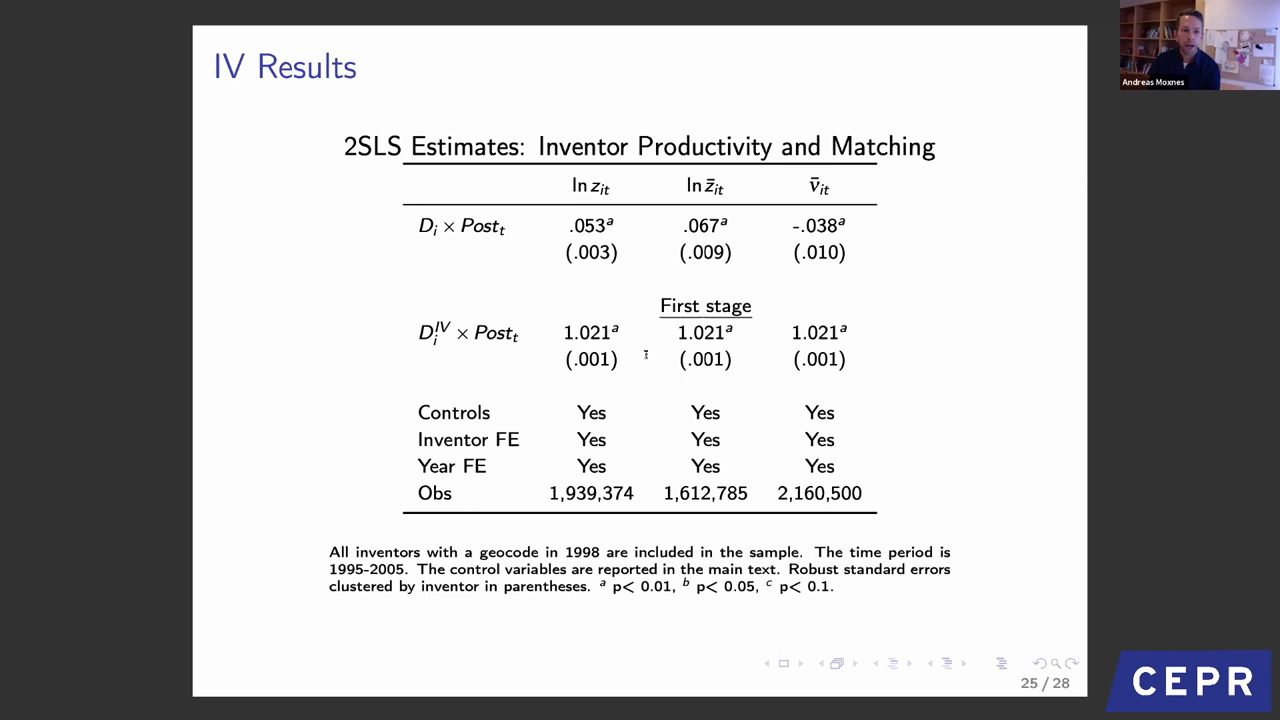 IV Results
Andreas Moxnes
2SLS Estimates: Inventor Productivity and Matching
ln z_it ln z̄_it ν̄_it
D_i × Post_t .053^a .067^a -.038^a
(.003) (.009) (.010)
First stage
D_i^IV × Post_t 1.021^a 1.021^a 1.021^a
(.001) (.001) (.001)
Controls Yes Yes Yes
Inventor FE Yes Yes Yes
Year FE Yes Yes Yes
Obs 1,939,374 1,612,785 2,160,500
All inventors with a geocode in 1998 are included in the sample. The time period is
1995-2005. The control variables are reported in the main text. Robust standard errors
clustered by inventor in parentheses. ^a p< 0.01, ^b p< 0.05, ^c p< 0.1.
25 / 28
CEPR